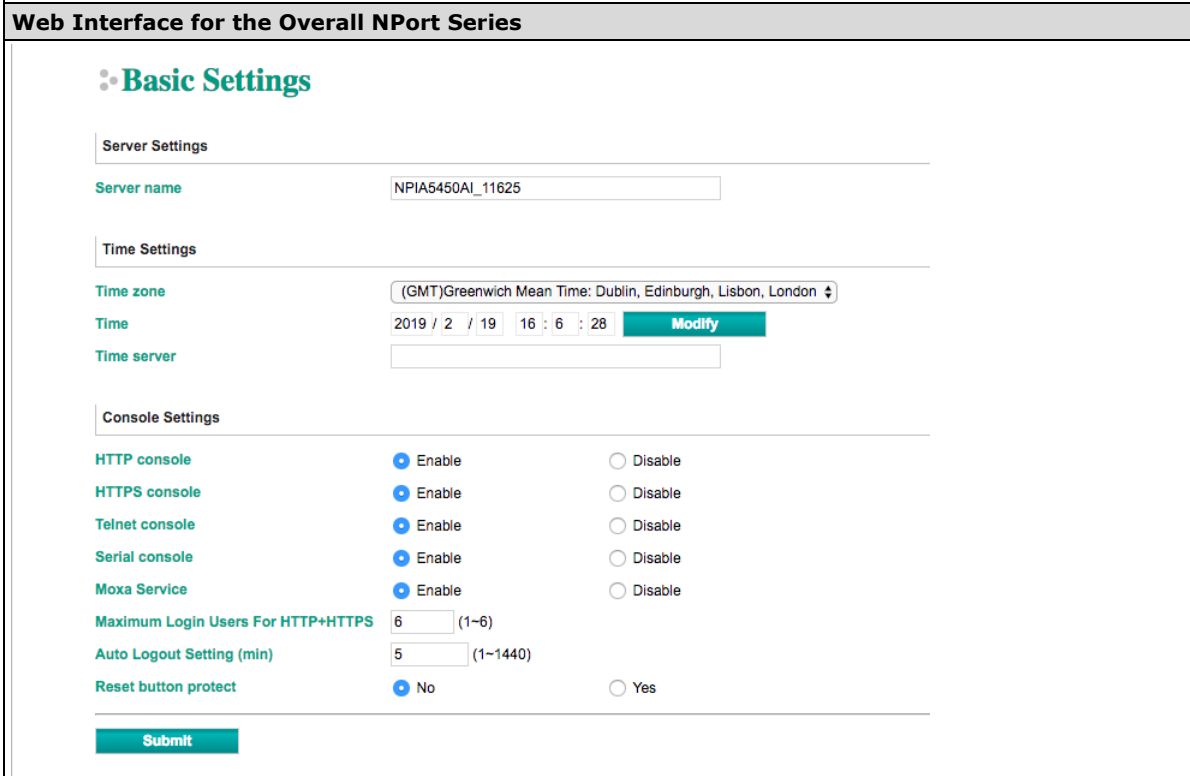 Web Interface for the Overall NPort Series
Basic Settings
Server Settings
Server name NPIA5450AI_11625
Time Settings
Time zone (GMT)Greenwich Mean Time: Dublin, Edinburgh, Lisbon, London
Time 2019 / 2 / 19 16 : 6 : 28 Modify
Time server
Console Settings
HTTP console Enable Disable
HTTPS console Enable Disable
Telnet console Enable Disable
Serial console Enable Disable
Moxa Service Enable Disable
Maximum Login Users For HTTP+HTTPS 6 (1~6)
Auto Logout Setting (min) 5 (1~1440)
Reset button protect No Yes
Submit